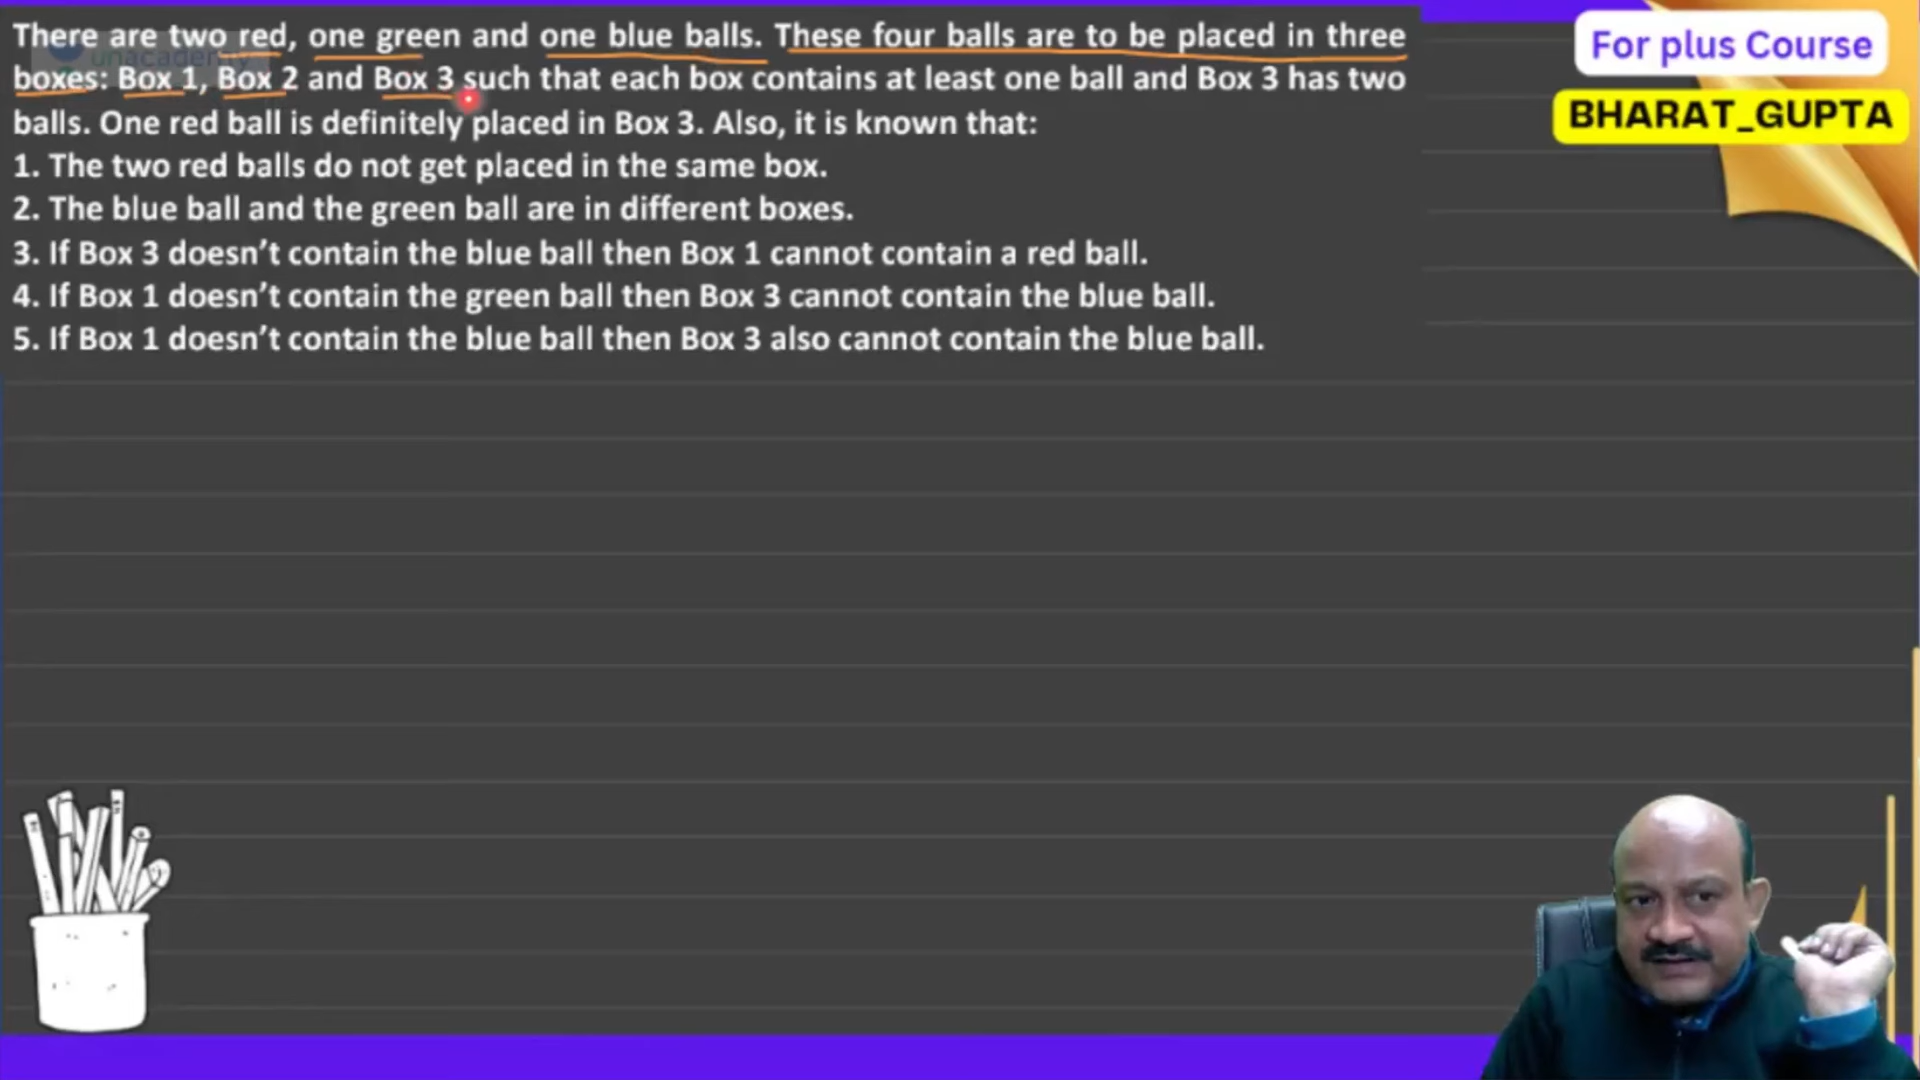 There are two red, one green and one blue balls. These four balls are to be placed in three
boxes: Box 1, Box 2 and Box 3 such that each box contains at least one ball and Box 3 has two
balls. One red ball is definitely placed in Box 3. Also, it is known that:
1. The two red balls do not get placed in the same box.
2. The blue ball and the green ball are in different boxes.
3. If Box 3 doesn't contain the blue ball then Box 1 cannot contain a red ball.
4. If Box 1 doesn't contain the green ball then Box 3 cannot contain the blue ball.
5. If Box 1 doesn't contain the blue ball then Box 3 also cannot contain the blue ball.
unacademy
For plus Course
BHARAT_GUPTA